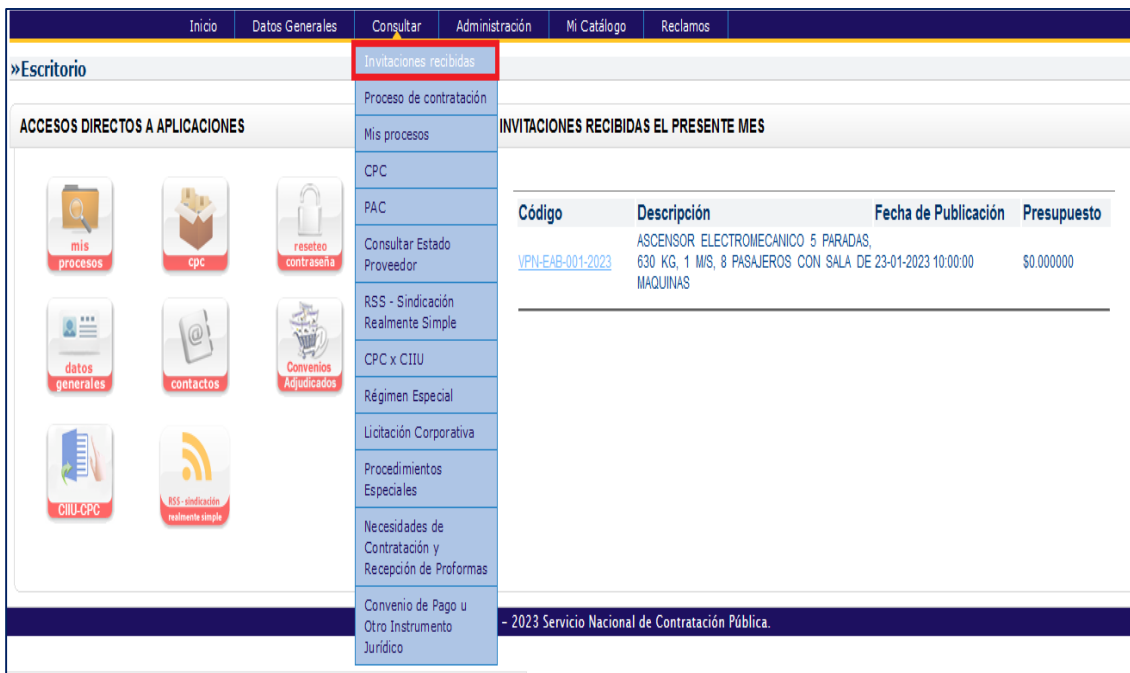 Inicio
Datos Generales
Consultar
Administración
Mi Catálogo
Reclamos
»Escritorio
Invitaciones recibidas
Proceso de contratación
Mis procesos
CPC
PAC
Consultar Estado
Proveedor
RSS - Sindicación
Realmente Simple
CPC x CIIU
Régimen Especial
Licitación Corporativa
Procedimientos
Especiales
Necesidades de
Contratación y
Recepción de Proformas
Convenio de Pago u
Otro Instrumento
Jurídico
ACCESOS DIRECTOS A APLICACIONES
mis
procesos
cpc
reseteo
contraseña
datos
generales
contactos
Convenios
Adjudicados
CIIU-CPC
RSS - sindicación
realmente simple
INVITACIONES RECIBIDAS EL PRESENTE MES
Código Descripción Fecha de Publicación Presupuesto
ASCENSOR ELECTROMECANICO 5 PARADAS,
VPN-EAB-001-2023 630 KG, 1 M/S, 8 PASAJEROS CON SALA DE 23-01-2023 10:00:00 $0.000000
MAQUINAS
- 2023 Servicio Nacional de Contratación Pública.